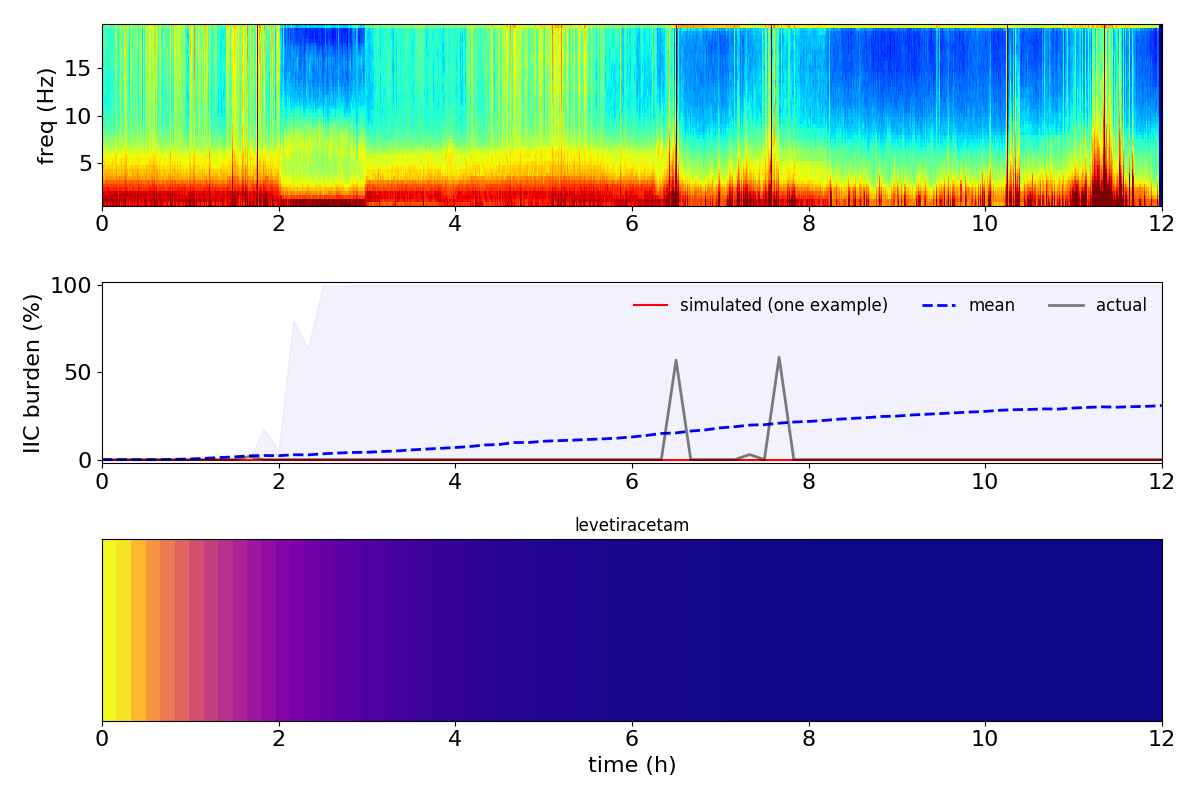 freq (Hz)
15
10
5
0 2 4 6 8 10 12
IIC burden (%)
100
50
0
simulated (one example) mean actual
0 2 4 6 8 10 12
levetiracetam
0 2 4 6 8 10 12
time (h)